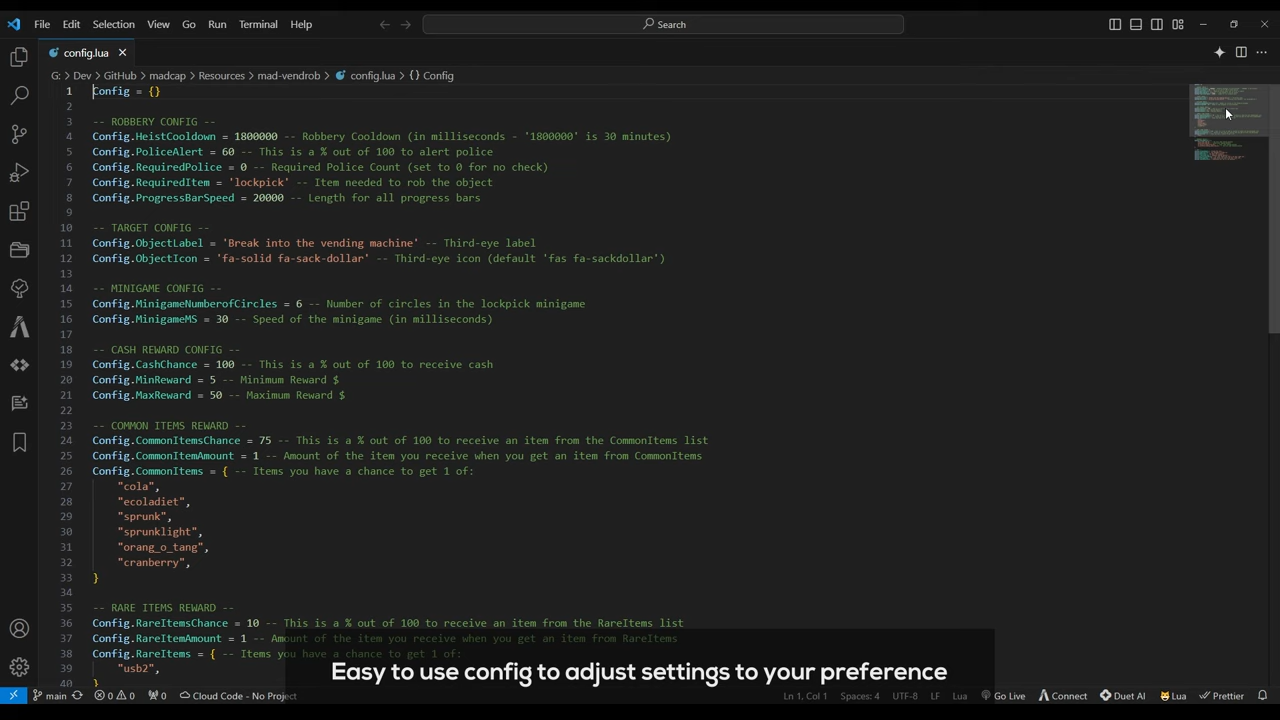 File Edit Selection View Go Run Terminal Help
Search
config.lua
G: > Dev > GitHub > madcap > Resources > mad-vendrob > config.lua > {} Config
1 Config = {}
2
3 -- ROBBERY CONFIG --
4 Config.HeistCooldown = 1800000 -- Robbery Cooldown (in milliseconds - '1800000' is 30 minutes)
5 Config.PoliceAlert = 60 -- This is a % out of 100 to alert police
6 Config.RequiredPolice = 0 -- Required Police Count (set to 0 for no check)
7 Config.RequiredItem = 'lockpick' -- Item needed to rob the object
8 Config.ProgressBarSpeed = 20000 -- Length for all progress bars
9
10 -- TARGET CONFIG --
11 Config.ObjectLabel = 'Break into the vending machine' -- Third-eye label
12 Config.ObjectIcon = 'fa-solid fa-sack-dollar' -- Third-eye icon (default 'fas fa-sackdollar')
13
14 -- MINIGAME CONFIG --
15 Config.MinigameNumberofCircles = 6 -- Number of circles in the lockpick minigame
16 Config.MinigameMS = 30 -- Speed of the minigame (in milliseconds)
17
18 -- CASH REWARD CONFIG --
19 Config.CashChance = 100 -- This is a % out of 100 to receive cash
20 Config.MinReward = 5 -- Minimum Reward $
21 Config.MaxReward = 50 -- Maximum Reward $
22
23 -- COMMON ITEMS REWARD --
24 Config.CommonItemsChance = 75 -- This is a % out of 100 to receive an item from the CommonItems list
25 Config.CommonItemAmount = 1 -- Amount of the item you receive when you get an item from CommonItems
26 Config.CommonItems = { -- Items you have a chance to get 1 of:
27 "cola",
28 "ecoladiet",
29 "sprunk",
30 "sprunklight",
31 "orang_o_tang",
32 "cranberry",
33 }
34
35 -- RARE ITEMS REWARD --
36 Config.RareItemsChance = 10 -- This is a % out of 100 to receive an item from the RareItems list
37 Config.RareItemAmount = 1 -- Amount of the item you receive when you get an item from RareItems
38 Config.RareItems = { -- Items you have a chance to get 1 of:
39 "usb2",
40 }
Easy to use config to adjust settings to your preference
main 0 0 0 Cloud Code - No Project Ln 1, Col 1 Spaces: 4 UTF-8 LF Lua Go Live Connect Duet AI Lua Prettier